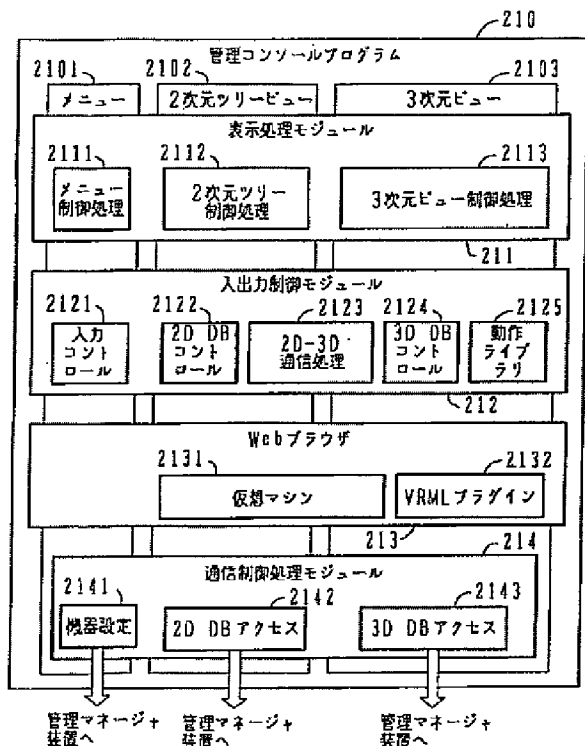 210
管理コンソールプログラム
2101
2102
2103
メニュー
2次元ツリービュー
3次元ビュー
表示処理モジュール
2111
2112
2113
メニュー
制御処理
2次元ツリー
制御処理
3次元ビュー制御処理
211
入出力制御モジュール
2121
2122
2123
2124
2125
入力
コント
ロール
2D DB
コント
ロール
2D-3D
通信処理
3D DB
コント
ロール
動作
ライブ
ラリ
212
Webブラウザ
2131
2132
仮想マシン
VRMLプラグイン
213
214
通信制御処理モジュール
2141
2142
2143
機器設定
2D DBアクセス
3D DBアクセス
管理マネージャ
装置へ
管理マネージャ
装置へ
管理マネージャ
装置へ